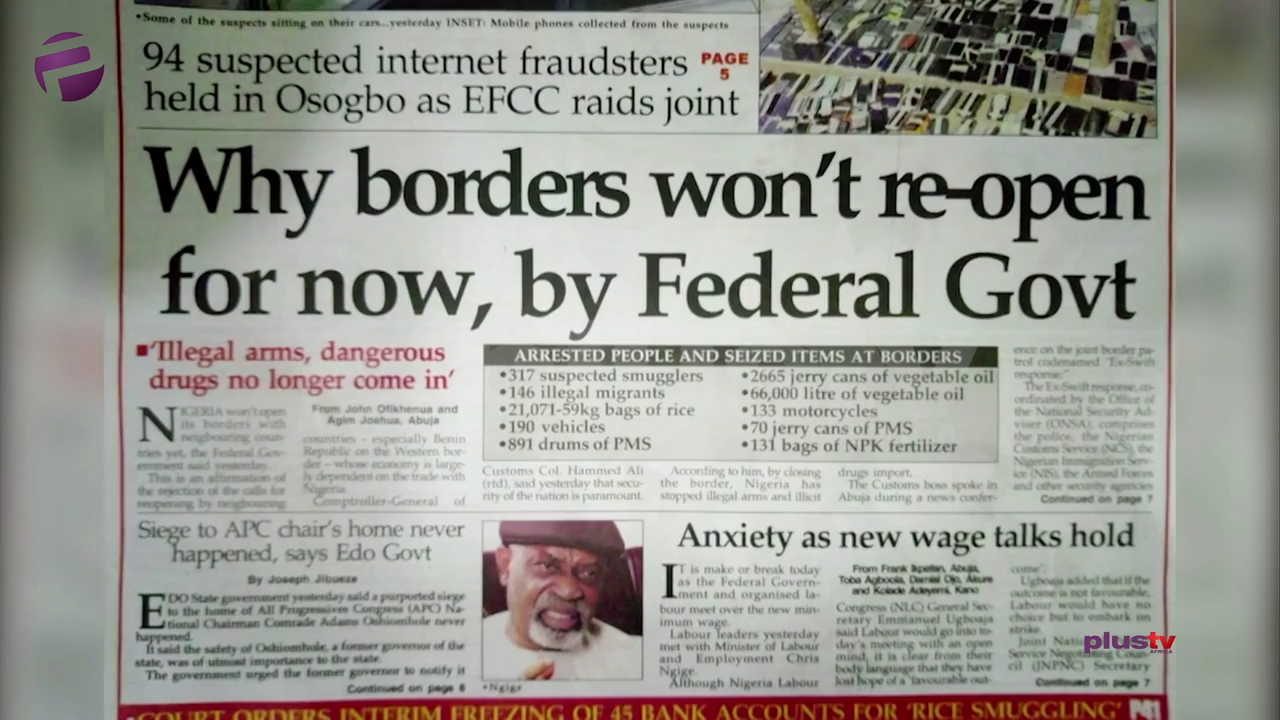 •Some of the suspects sitting on their cars...yesterday INSET: Mobile phones collected from the suspects
94 suspected internet fraudsters
held in Osogbo as EFCC raids joint
PAGE
5
Why borders won't re-open
for now, by Federal Govt
'Illegal arms, dangerous
drugs no longer come in'
NIGERIA won't open
its borders with
neighbouring coun-
tries yet, the Federal Gov-
ernment said yesterday.
This is an affirmation of
the rejection of the calls for
reopening by neighbouring
From John Ofikhenua and
Agim Joshua, Abuja
countries – especially Benin
Republic on the Western bor-
der – whose economy is large-
ly dependent on the trade with
Nigeria.
Comptroller-General of
ARRESTED PEOPLE AND SEIZED ITEMS AT BORDERS
•317 suspected smugglers
•146 illegal migrants
•21,071-59kg bags of rice
•190 vehicles
•891 drums of PMS
•2665 jerry cans of vegetable oil
•66,000 litre of vegetable oil
•133 motorcycles
•70 jerry cans of PMS
•131 bags of NPK fertilizer
Customs Col. Hammed Ali
(rtd), said yesterday that secu-
rity of the nation is paramount.
According to him, by closing
the border, Nigeria has
stopped illegal arms and illicit
drugs import.
The Customs boss spoke in
Abuja during a news confer-
ence on the joint border pa-
trol codenamed "Ex-Swift
response."
The Ex-Swift response, co-
ordinated by the Office of
the National Security Ad-
viser (ONSA), comprises
the police, the Nigerian
Customs Service (NCS), the
Nigerian Immigration Serv-
ice (NIS), the Armed Forces
and other security agencies
Continued on page 7
Siege to APC chair's home never
happened, says Edo Govt
By Joseph Jibueze
EDO State government yesterday said a purported siege
to the home of All Progressives Congress (APC) Na-
tional Chairman Comrade Adams Oshiomhole never
happened.
It said the safety of Oshiomhole, a former governor of the
state, was of utmost importance to the state.
The government urged the former governor to notify it
Continued on page 6
•Ngige
Anxiety as new wage talks hold
IT is make or break today
as the Federal Govern-
ment and organised la-
bour meet over the new min-
imum wage.
Labour leaders yesterday
met with Minister of Labour
and Employment Chris
Ngige.
Although Nigeria Labour
From Frank Ikpefan, Abuja,
Toba Agboola, Damisi Ojo, Akure
and Kolade Adeyemi, Kano
Congress (NLC) General Sec-
retary Emmanuel Ugboaja
said Labour would go into to-
day's meeting with an open
mind, it is clear from their
body language that they have
lost hope of a 'favourable out-
come'.
Ugboaja added that if the
outcome is not favourable,
Labour would have no
choice but to embark on
strike.
Joint
Service Negotiating Coun-
cil (JNPNC) Secretary
Continued on page 7
plustv
AFRICA
•COURT ORDERS INTERIM FREEZING OF 45 BANK ACCOUNTS FOR 'RICE SMUGGLING' P41